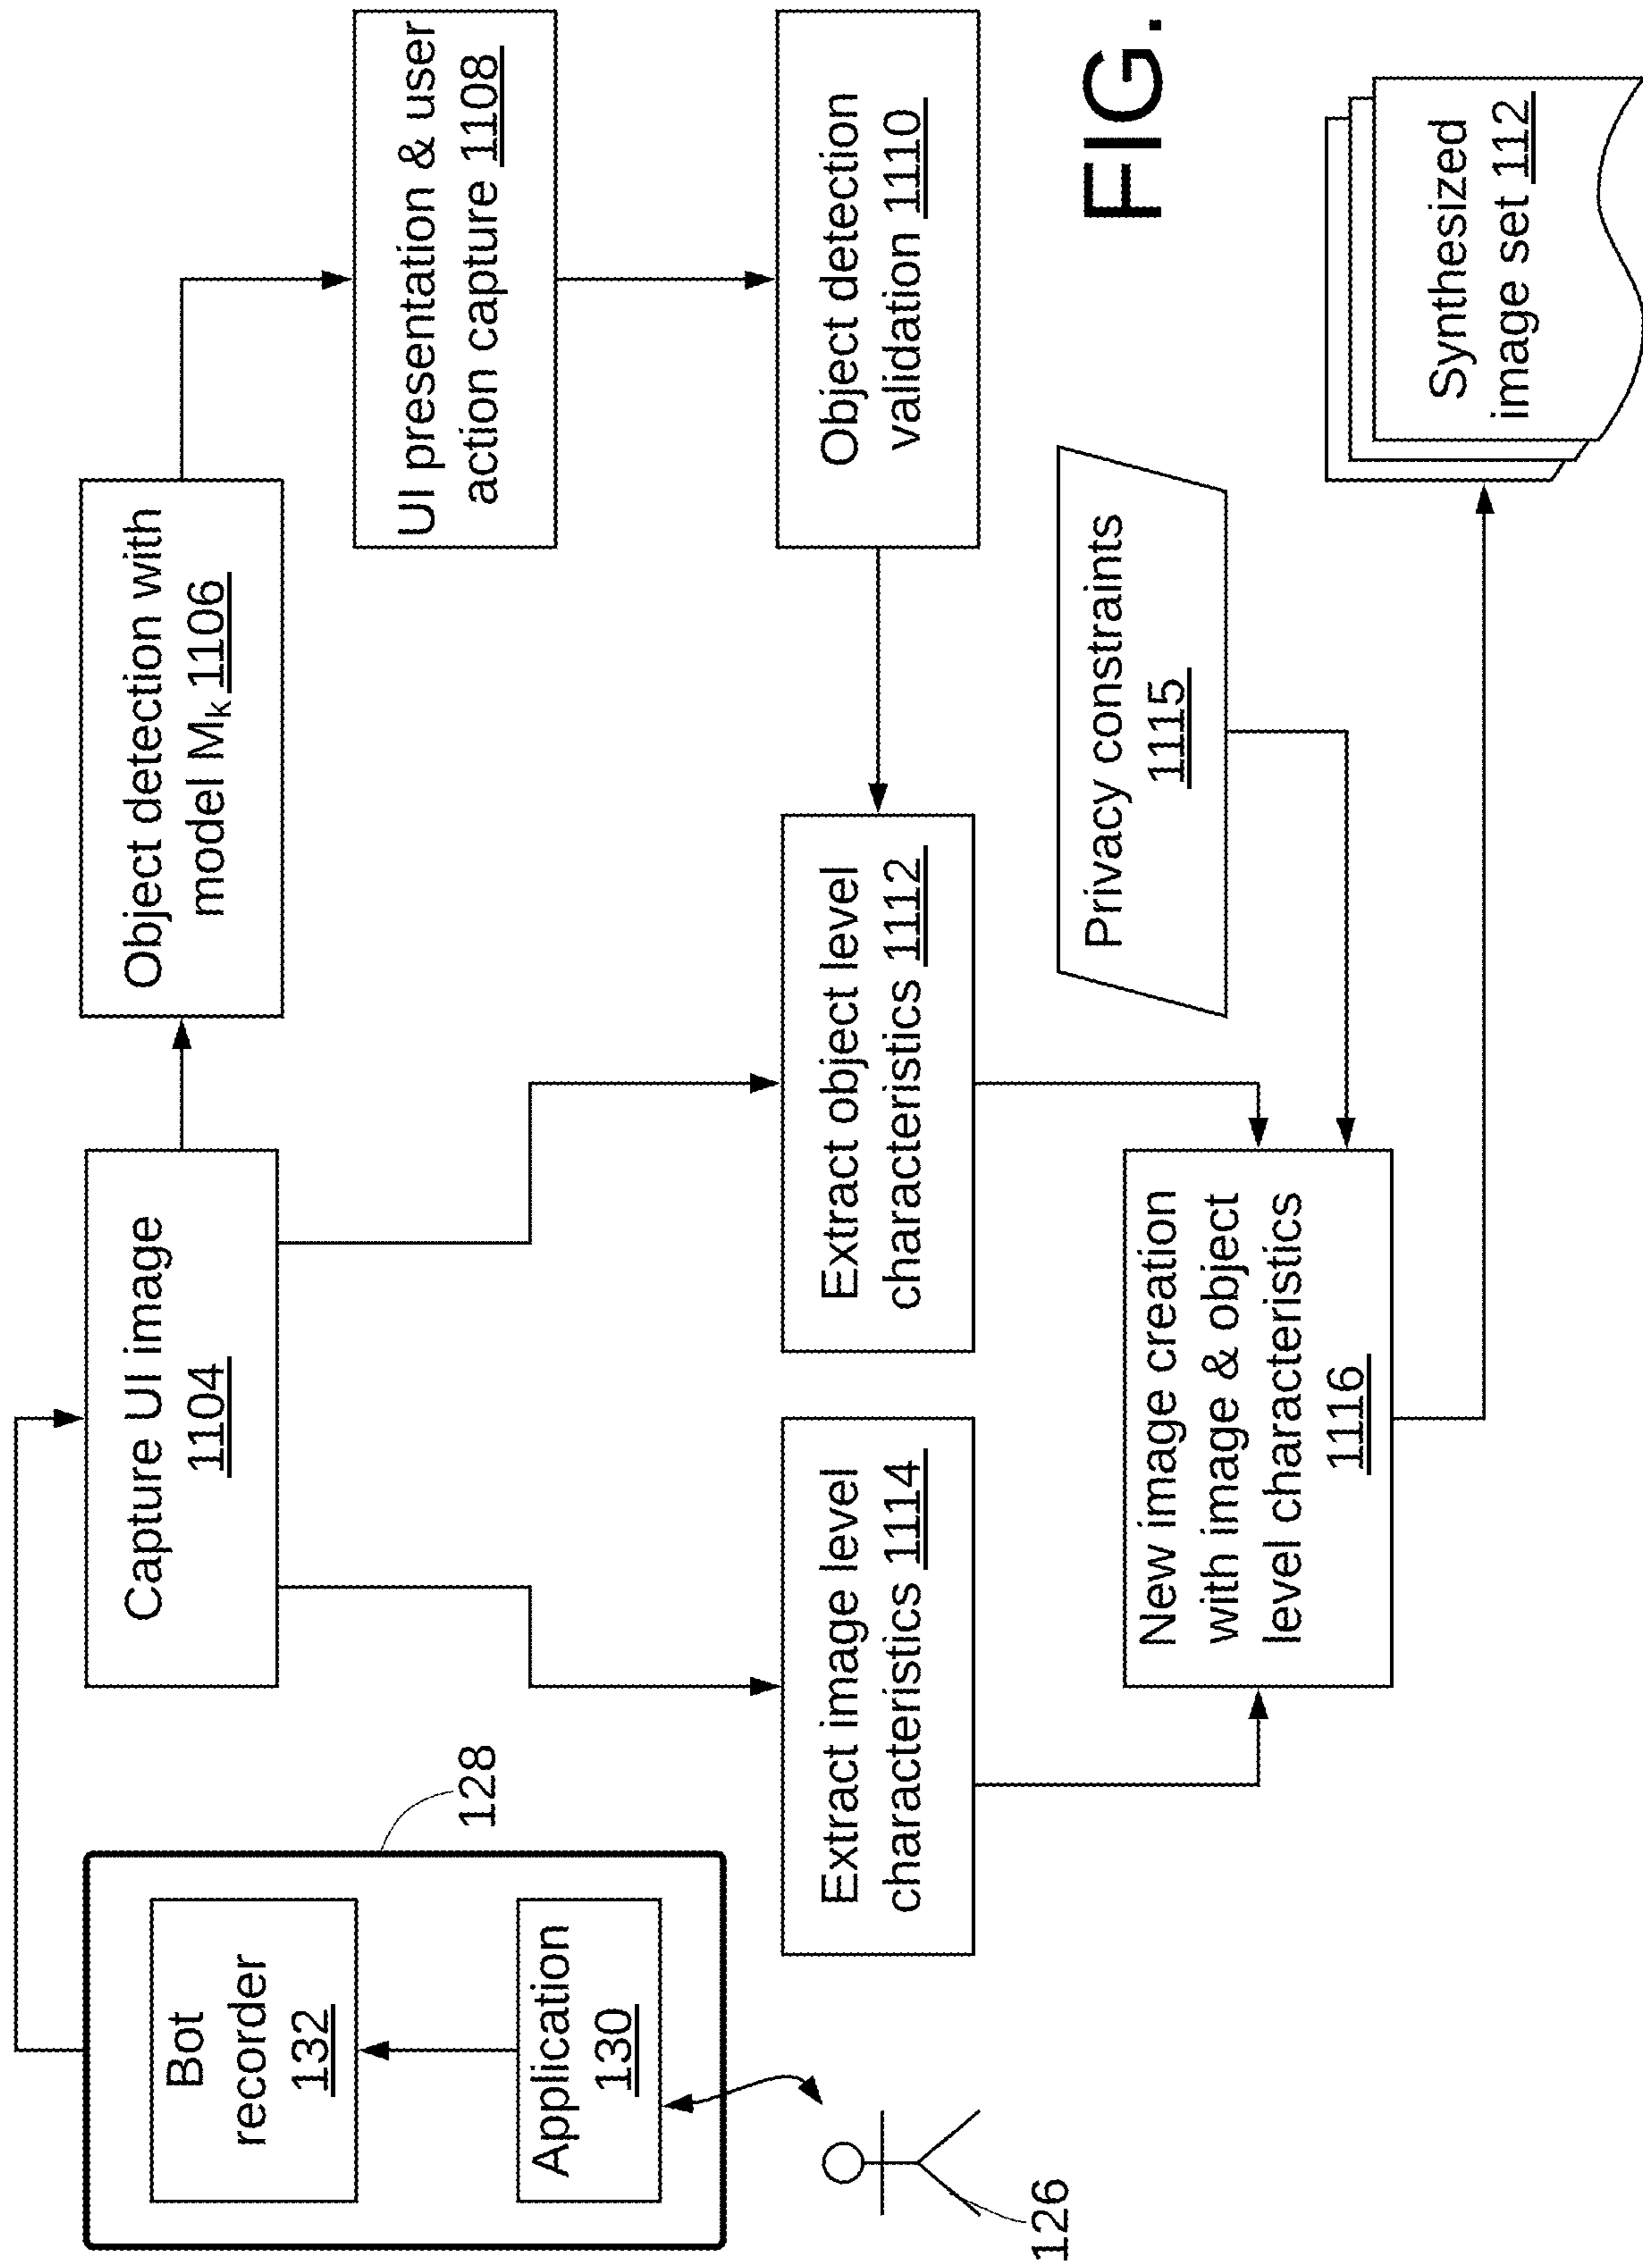 Bot
recorder
132
Application
130
128
126
Capture UI image
1104
Object detection with
model Mk 1106
UI presentation & user
action capture 1108
Object detection
validation 1110
Extract object level
characteristics 1112
Extract image level
characteristics 1114
Privacy constraints
1115
New image creation
with image & object
level characteristics
1116
Synthesized
image set 112
FIG.